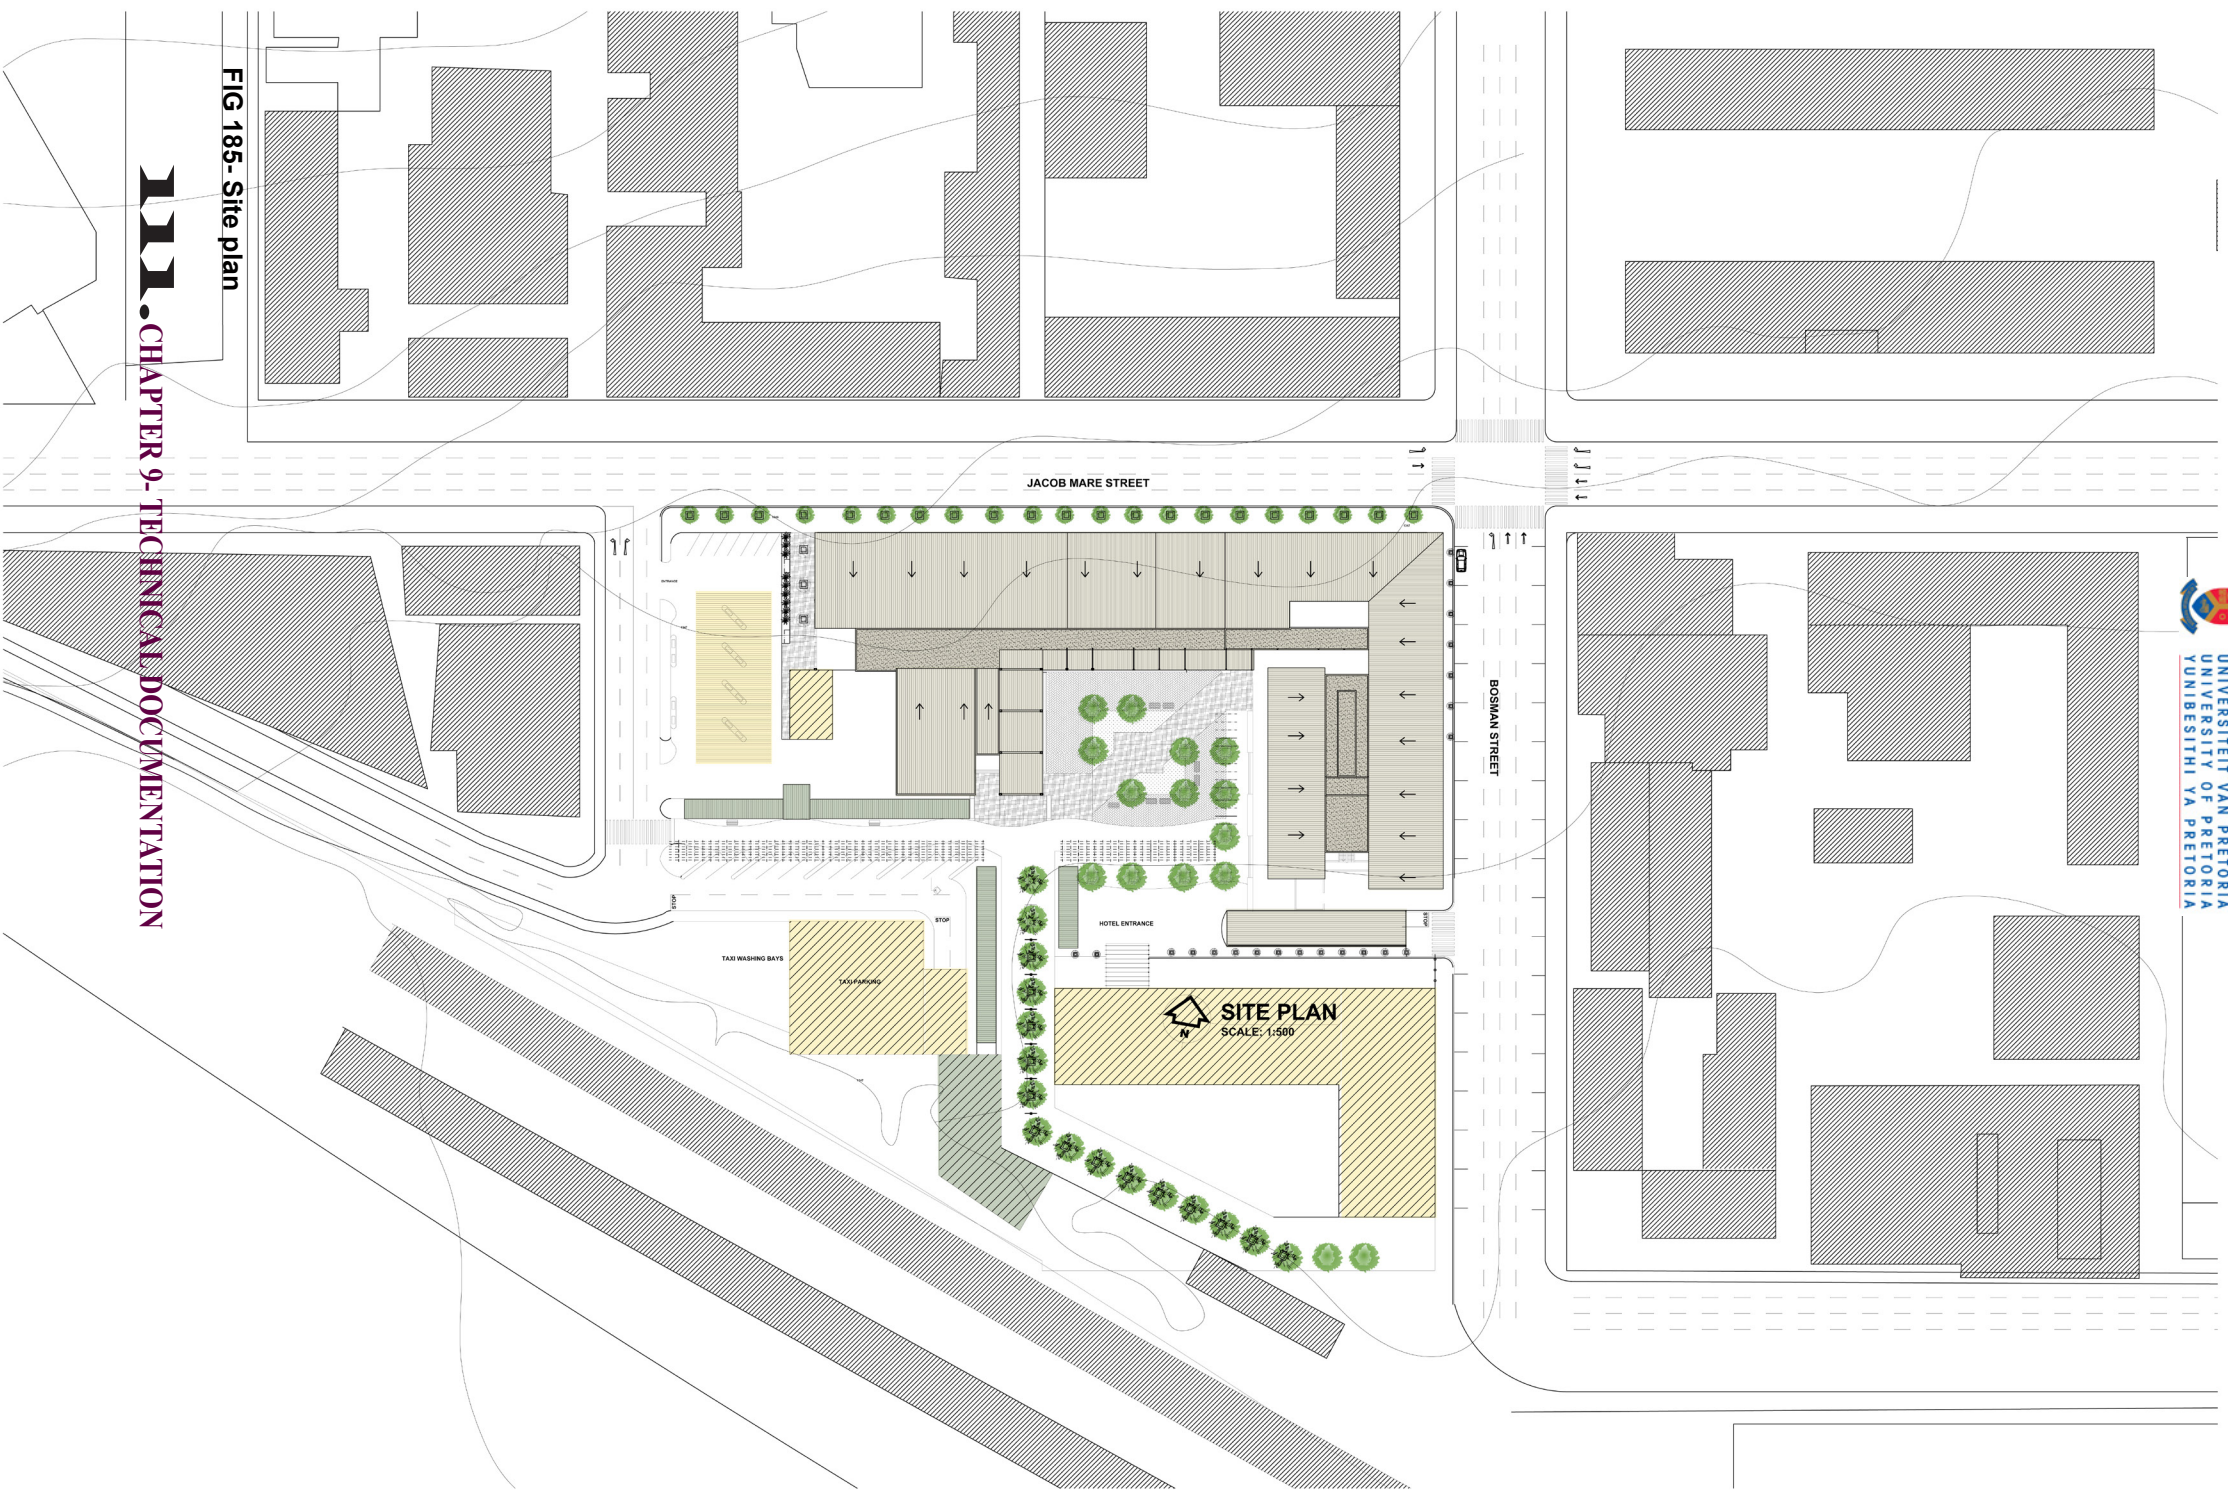 FIG 185- Site plan
111.CHAPTER 9- TECHNICAL DOCUMENTATION
JACOB MARE STREET
BOSMAN STREET
ENTRANCE
STOP
STOP
STOP
HOTEL ENTRANCE
TAXI WASHING BAYS
TAXI PARKING
SITE PLAN
SCALE: 1:500
N
UNIVERSITEIT VAN PRETORIA
UNIVERSITY OF PRETORIA
YUNIBESITHI YA PRETORIA